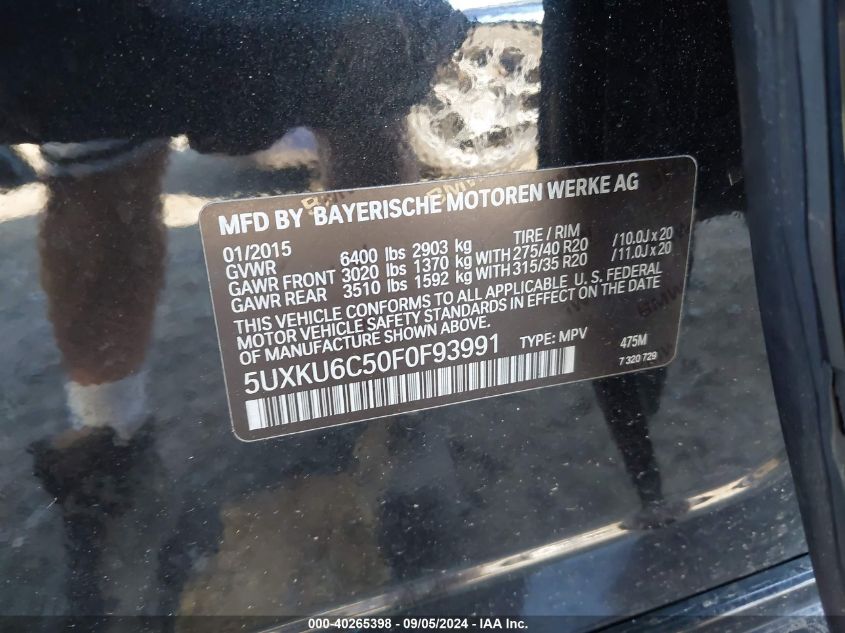 MFD BY BAYERISCHE MOTOREN WERKE AG
01/2015 TIRE / RIM
GVWR 6400 lbs 2903 kg
GAWR FRONT 3020 lbs 1370 kg WITH 275/40 R20 /10.0J x 20
GAWR REAR 3510 lbs 1592 kg WITH 315/35 R20 /11.0J x 20
THIS VEHICLE CONFORMS TO ALL APPLICABLE U. S. FEDERAL
MOTOR VEHICLE SAFETY STANDARDS IN EFFECT ON THE DATE
OF MANUFACTURE SHOWN ABOVE.
5UXKU6C50F0F93991 TYPE: MPV 475M
7 320 729
000-40265398 - 09/05/2024 - IAA Inc.